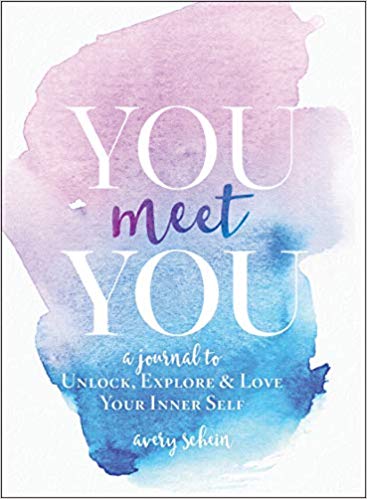 YOU
meet
YOU
a journal to
UNLOCK, EXPLORE & LOVE
YOUR INNER SELF
avery schein